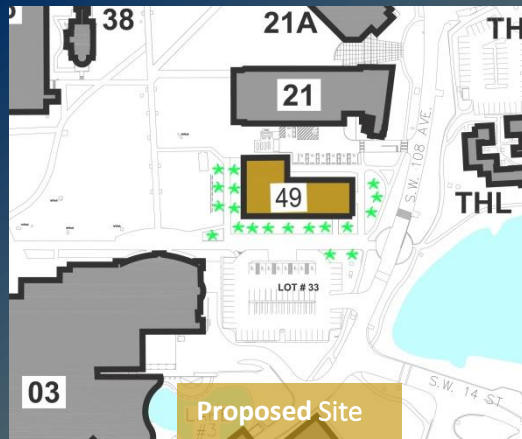 38
21A
TH
21
S.W. 108 AVE.
49
THL
LOT # 33
03
S.W. 14 ST
Proposed Site